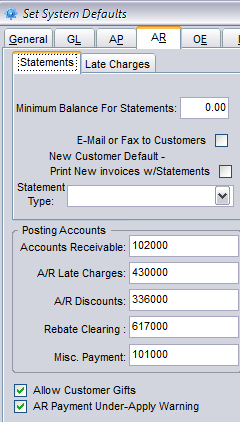 Set System Defaults
General GL AP AR OE
Statements Late Charges
Minimum Balance For Statements: 0.00
E-Mail or Fax to Customers
New Customer Default -
Print New invoices w/Statements
Statement
Type:
Posting Accounts
Accounts Receivable: 102000
A/R Late Charges: 430000
A/R Discounts: 336000
Rebate Clearing : 617000
Misc. Payment: 101000
Allow Customer Gifts
AR Payment Under-Apply Warning